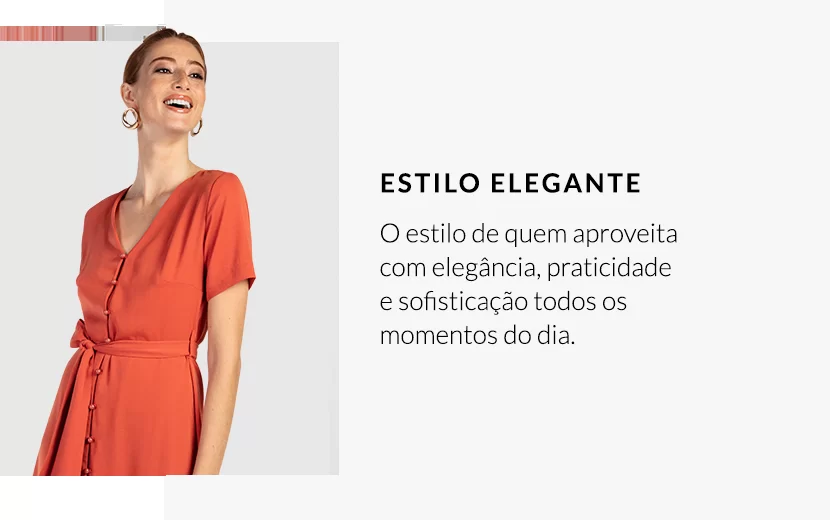 ESTILO ELEGANTE
O estilo de quem aproveita
com elegância, praticidade
e sofisticação todos os
momentos do dia.